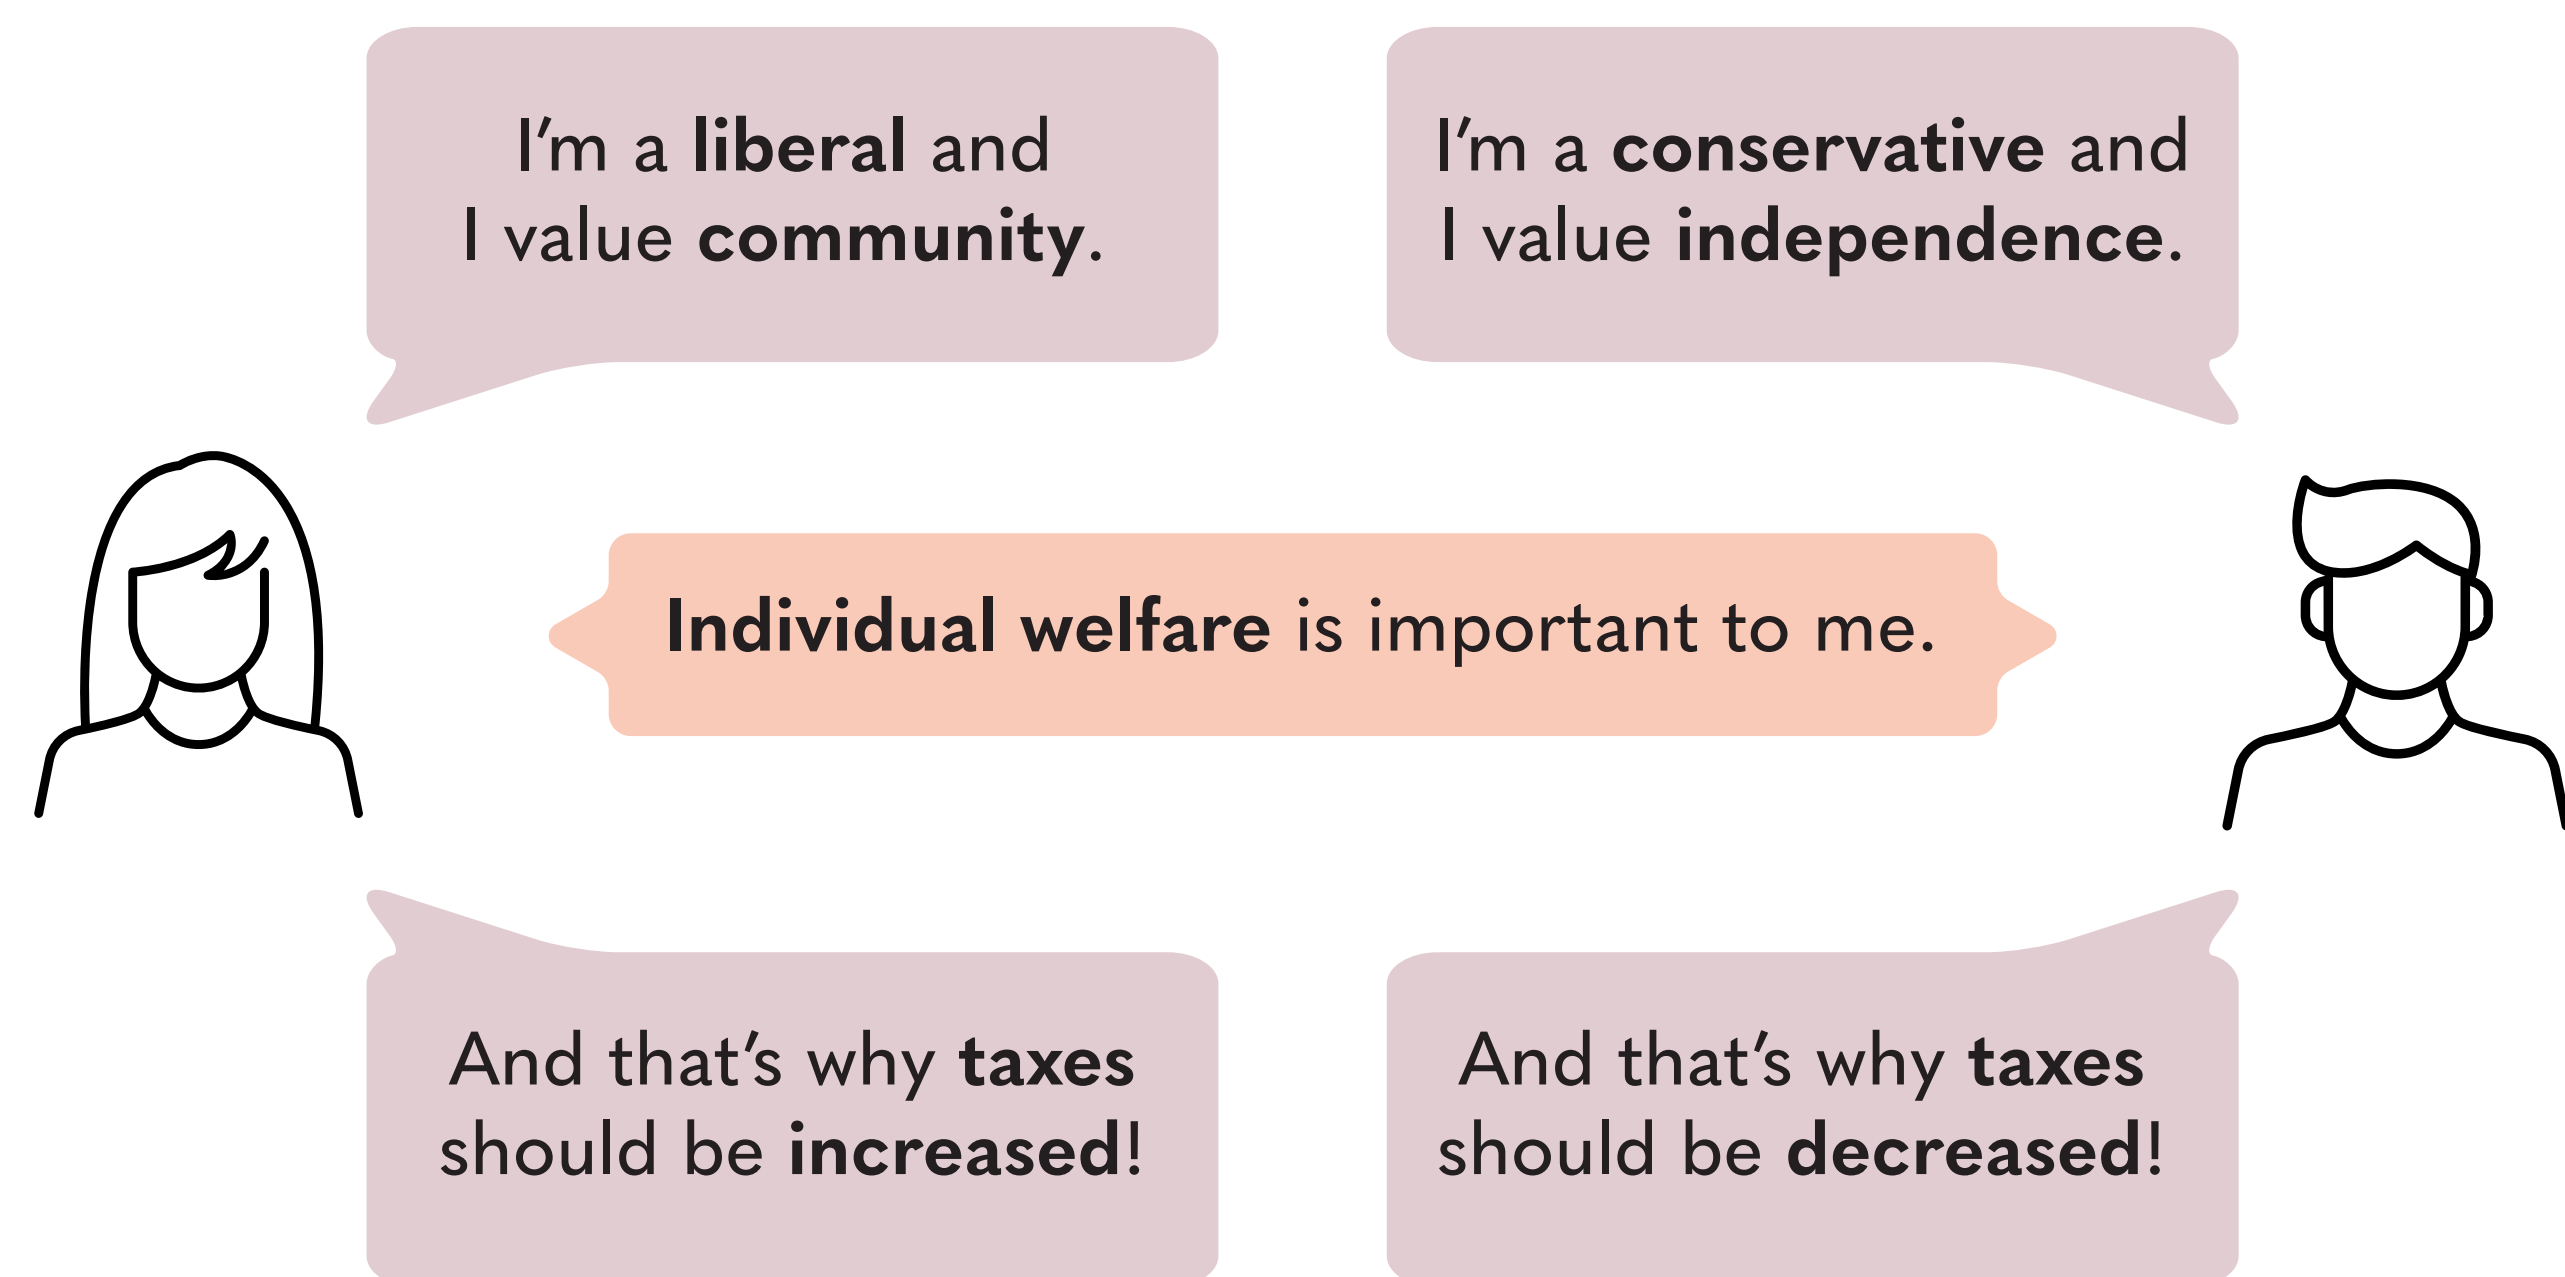 I’m a liberal and
I value community.
I’m a conservative and
I value independence.
Individual welfare is important to me.
And that’s why taxes
should be increased!
And that’s why taxes
should be decreased!